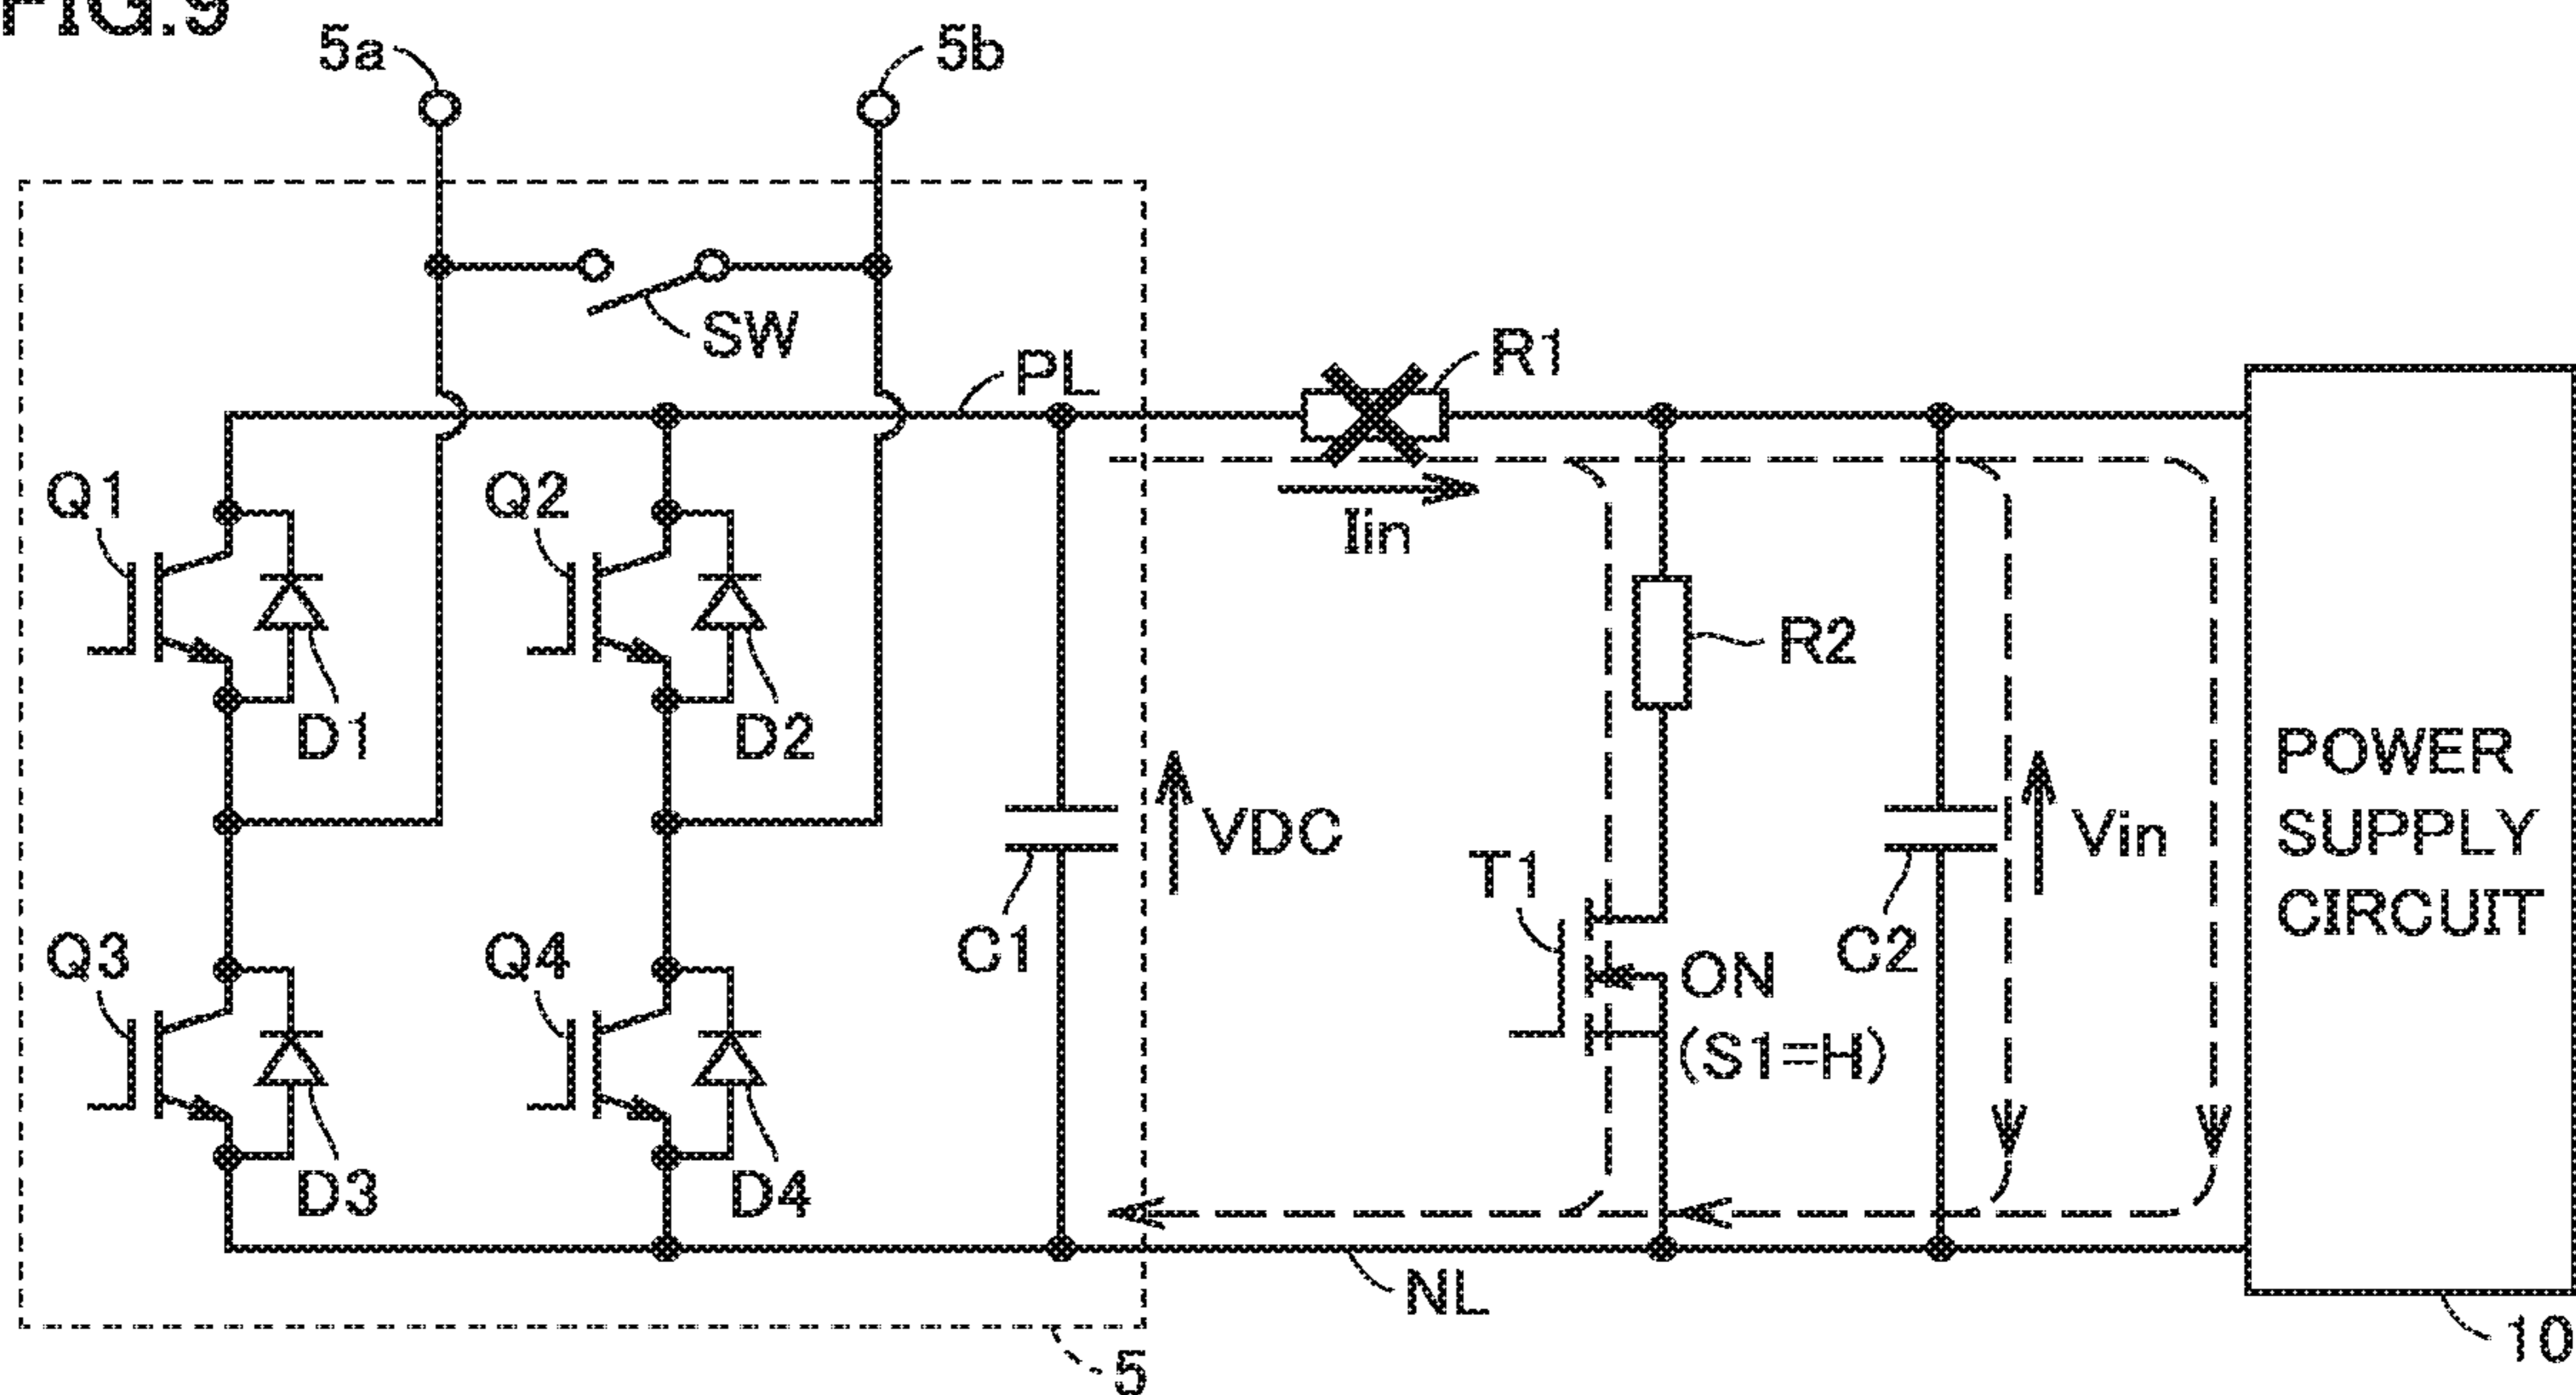 FIG.9
5a
5b
SW
PL
R1
Q1
Q2
Iin
R2
D1
D2
VDC
Vin
POWER
SUPPLY
CIRCUIT
T1
C1
C2
Q3
Q4
ON
(S1=H)
D3
D4
NL
10
5